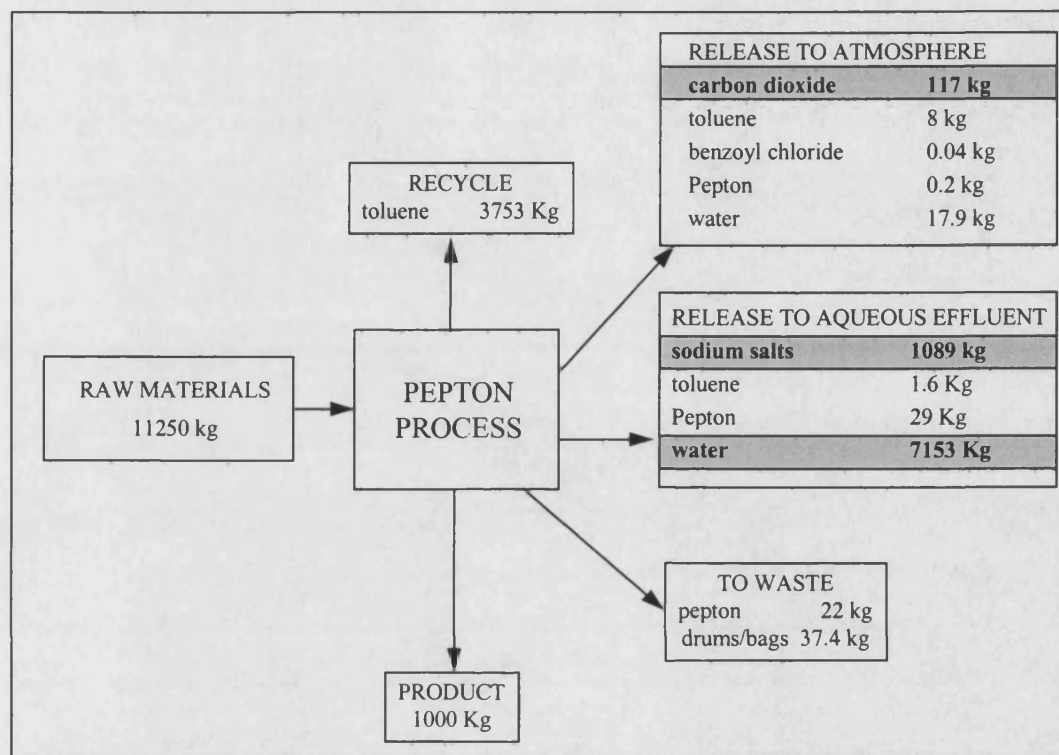 RELEASE TO ATMOSPHERE
carbon dioxide 117 kg
toluene 8 kg
benzoyl chloride 0.04 kg
Pepton 0.2 kg
water 17.9 kg
RECYCLE
toluene 3753 Kg
RELEASE TO AQUEOUS EFFLUENT
sodium salts 1089 kg
toluene 1.6 Kg
Pepton 29 Kg
water 7153 Kg
RAW MATERIALS
11250 kg
PEPTON
PROCESS
TO WASTE
pepton 22 kg
drums/bags 37.4 kg
PRODUCT
1000 Kg